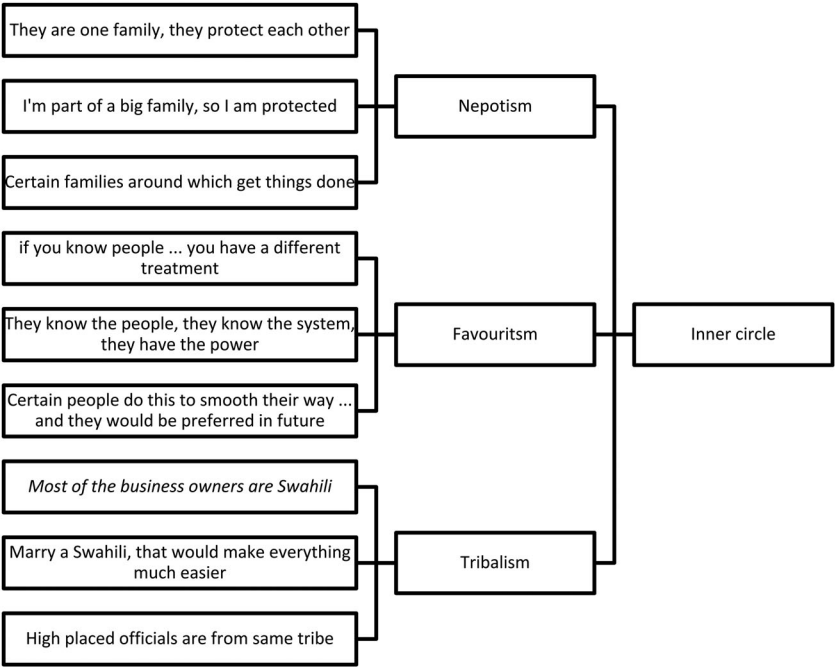 They are one family, they protect each other
I'm part of a big family, so I am protected
Nepotism
Certain families around which get things done
if you know people ... you have a different
treatment
They know the people, they know the system,
they have the power
Favouritsm
Inner circle
Certain people do this to smooth their way ...
and they would be preferred in future
Most of the business owners are Swahili
Marry a Swahili, that would make everything
much easier
Tribalism
High placed officials are from same tribe